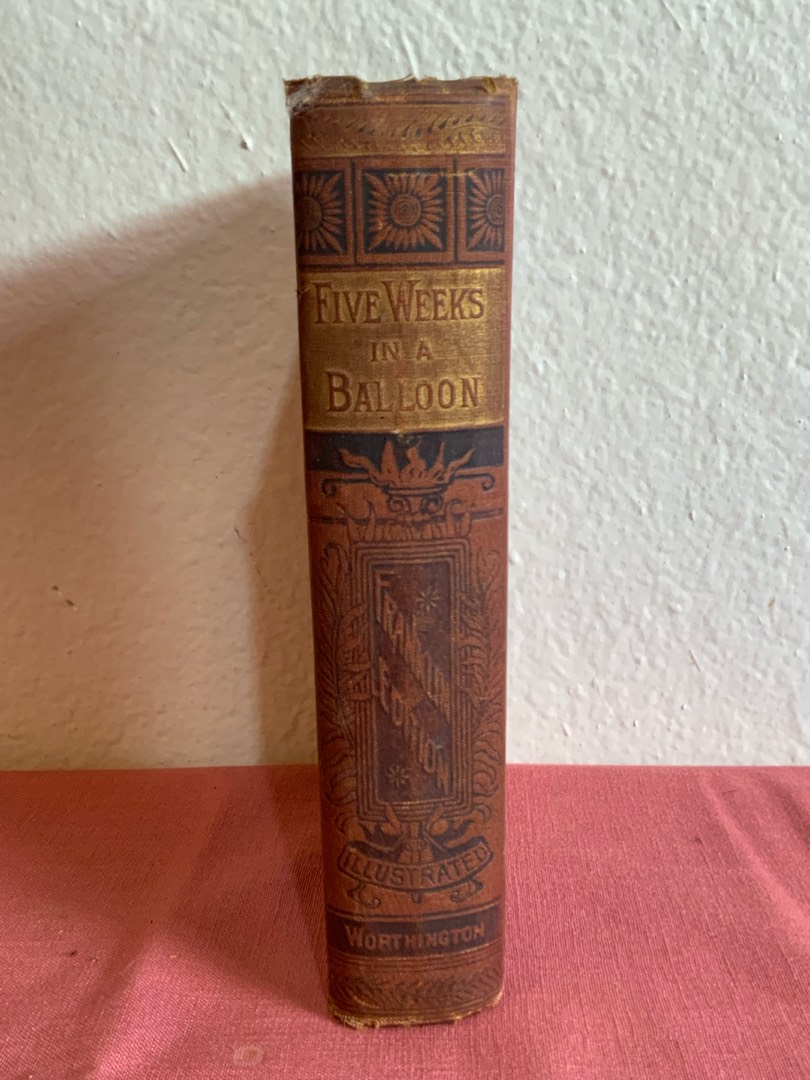 FIVE WEEKS
IN A
BALLOON
FRANKLIN
EDITION
ILLUSTRATED
WORTHINGTON